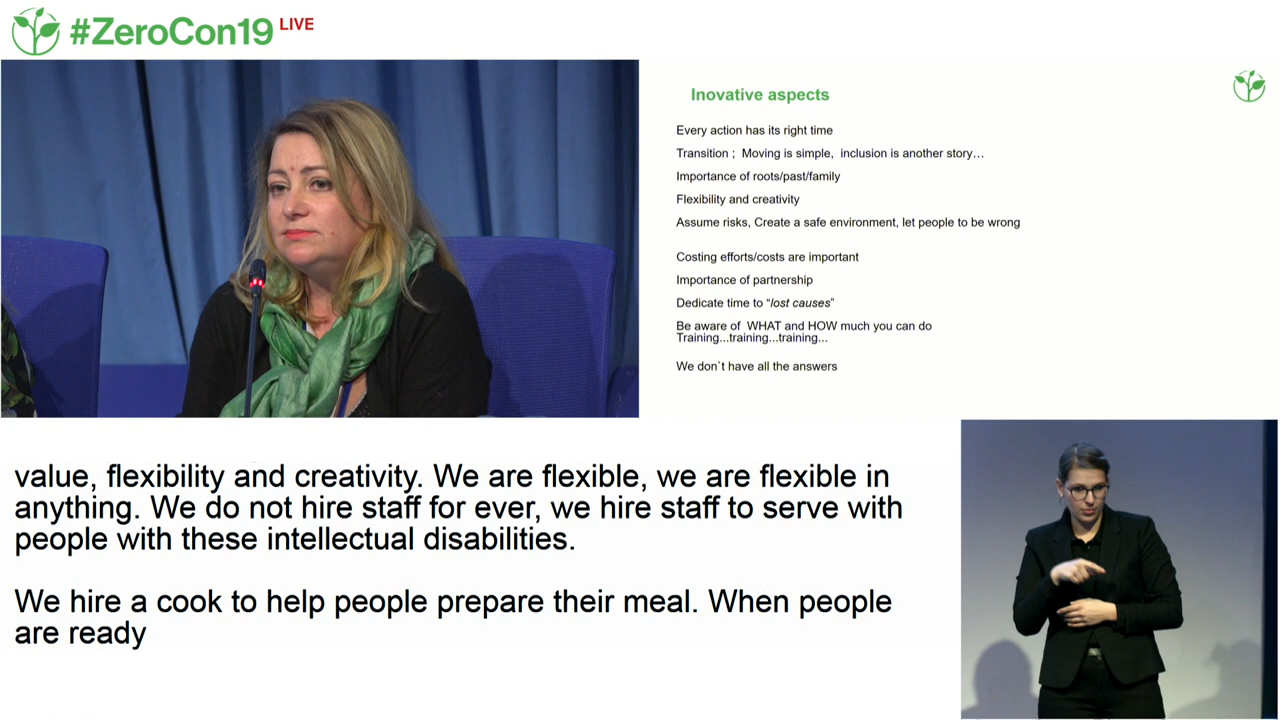 #ZeroCon19 LIVE
Inovative aspects
Every action has its right time
Transition ;  Moving is simple,  inclusion is another story…
Importance of roots/past/family
Flexibility and creativity
Assume risks, Create a safe environment, let people to be wrong
Costing efforts/costs are important
Importance of partnership
Dedicate time to “lost causes”
Be aware of  WHAT and HOW much you can do
Training...training...training...
We don`t have all the answers
value, flexibility and creativity. We are flexible, we are flexible in
anything. We do not hire staff for ever, we hire staff to serve with
people with these intellectual disabilities.
We hire a cook to help people prepare their meal. When people
are ready